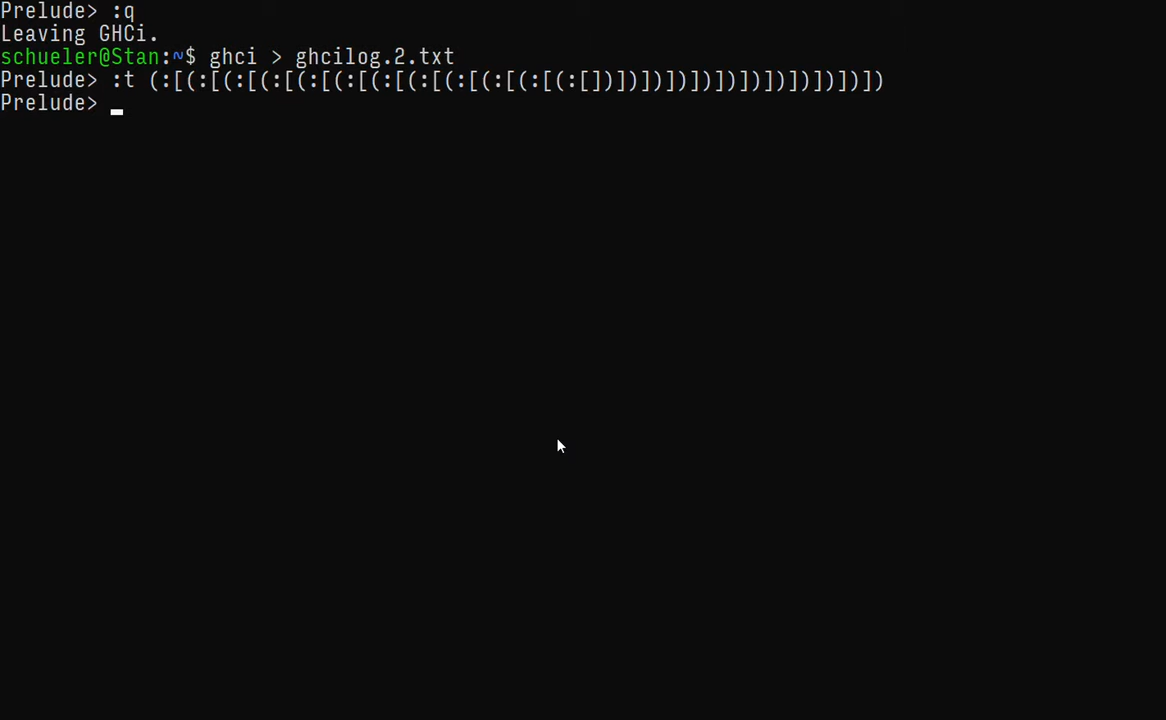 Prelude> :q
Leaving GHCi.
schueler@Stan:~$ ghci > ghcilog.2.txt
Prelude> :t (:[(:[(:[(:[(:[(:[(:[(:[(:[(:[(:[(:[])])])])])])])])])])])])
Prelude>